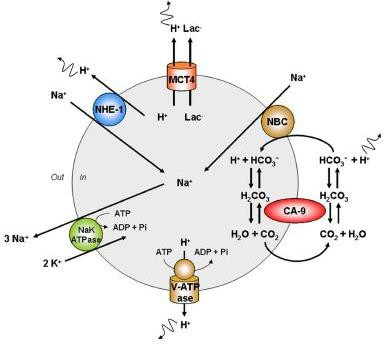 H⁺ Lac⁻
MCT4
H⁺ Lac⁻
H⁺
Na⁺
NHE-1
Na⁺
NBC
H⁺ + HCO₃⁻
HCO₃⁻ + H⁺
H₂CO₃
H₂CO₃
CA-9
H₂O + CO₂
CO₂ + H₂O
Out
In
Na⁺
3 Na⁺
NaK
ATPase
ATP
ADP + Pi
2 K⁺
H⁺
ATP
ADP + Pi
V-ATP
ase
H⁺